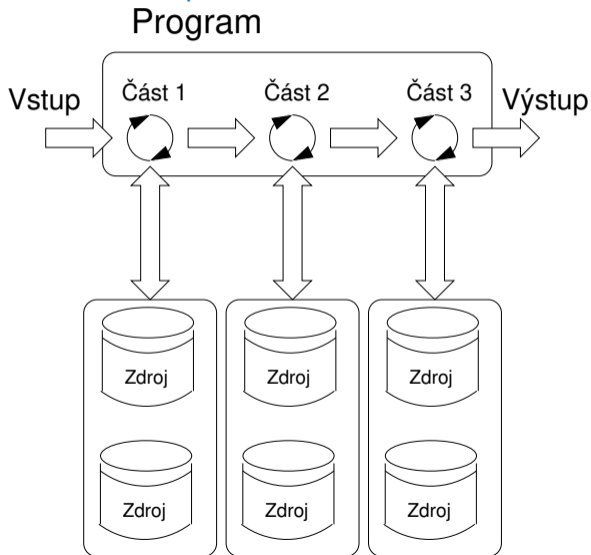 Program
Vstup
Část 1
Část 2
Část 3
Výstup
Zdroj
Zdroj
Zdroj
Zdroj
Zdroj
Zdroj